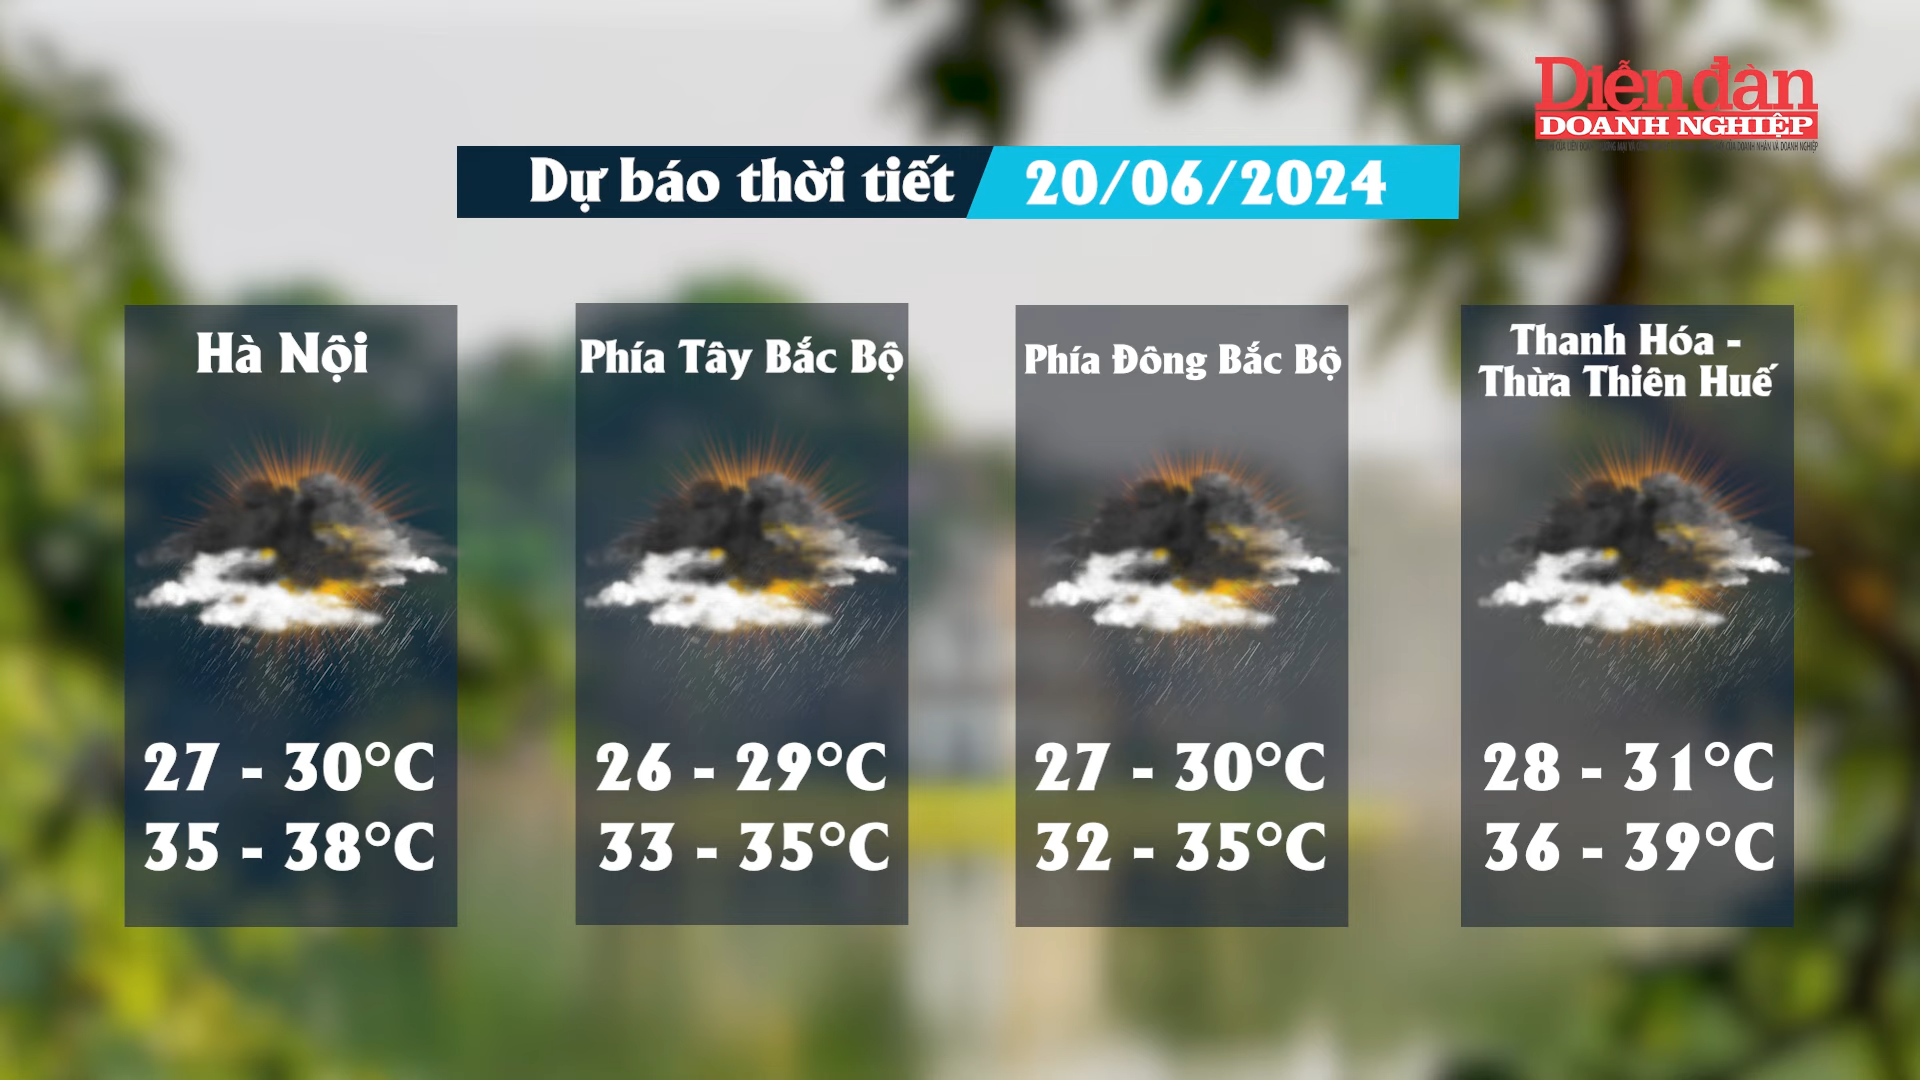 Diễn đàn
DOANH NGHIỆP
Dự báo thời tiết 20/06/2024
Hà Nội
27 - 30°C
35 - 38°C
Phía Tây Bắc Bộ
26 - 29°C
33 - 35°C
Phía Đông Bắc Bộ
27 - 30°C
32 - 35°C
Thanh Hóa -
Thừa Thiên Huế
28 - 31°C
36 - 39°C